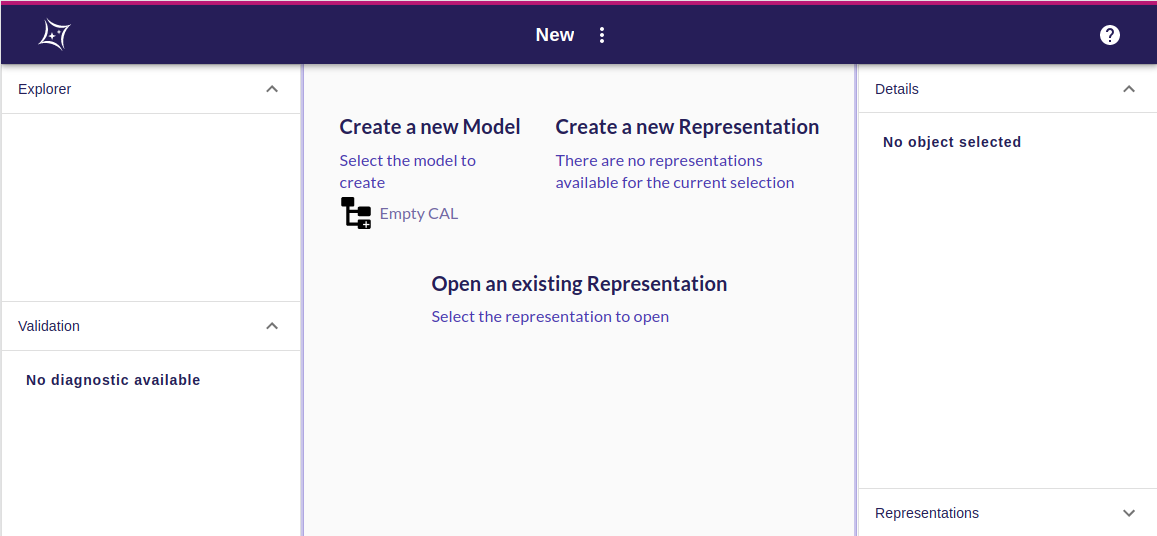 New
Explorer
Validation
No diagnostic available
Create a new Model
Select the model to
create
Empty CAL
Create a new Representation
There are no representations
available for the current selection
Open an existing Representation
Select the representation to open
Details
No object selected
Representations